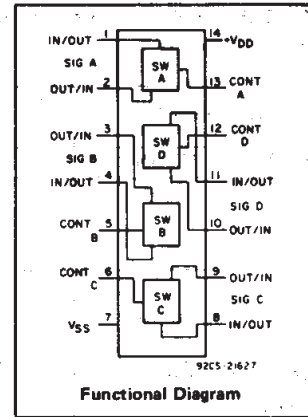 IN/OUT 1 14 +VDD
SIG A SW A
OUT/IN 2 13 CONT A
OUT/IN 3 12 CONT D
SIG B SW D
IN/OUT 4 11 IN/OUT
SIG D
CONT B 5 SW B 10 OUT/IN
CONT C 6 9 OUT/IN
SW C SIG C
VSS 7 8 IN/OUT
92CS-21627
Functional Diagram